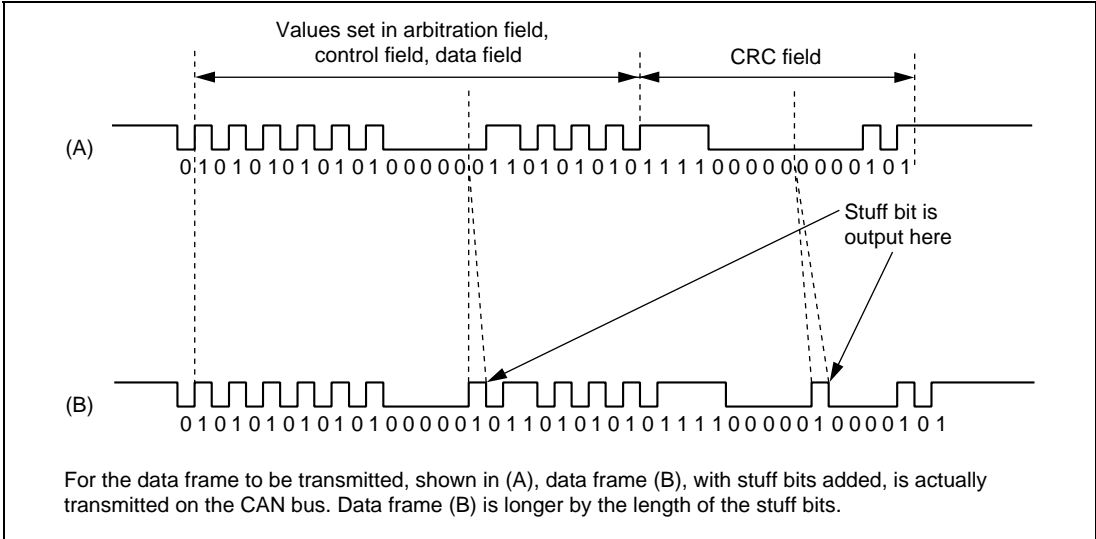 Values set in arbitration field,
control field, data field
CRC field
(A)
0 1 0 1 0 1 0 1 0 1 0 1 0 0 0 0 0 0 1 1 0 1 0 1 0 1 0 1 1 1 1 0 0 0 0 0 0 0 0 0 1 0 1
Stuff bit is
output here
(B)
0 1 0 1 0 1 0 1 0 1 0 1 0 0 0 0 0 1 0 1 1 0 1 0 1 0 1 0 1 1 1 1 0 0 0 0 0 1 0 0 0 0 1 0 1
For the data frame to be transmitted, shown in (A), data frame (B), with stuff bits added, is actually
transmitted on the CAN bus. Data frame (B) is longer by the length of the stuff bits.